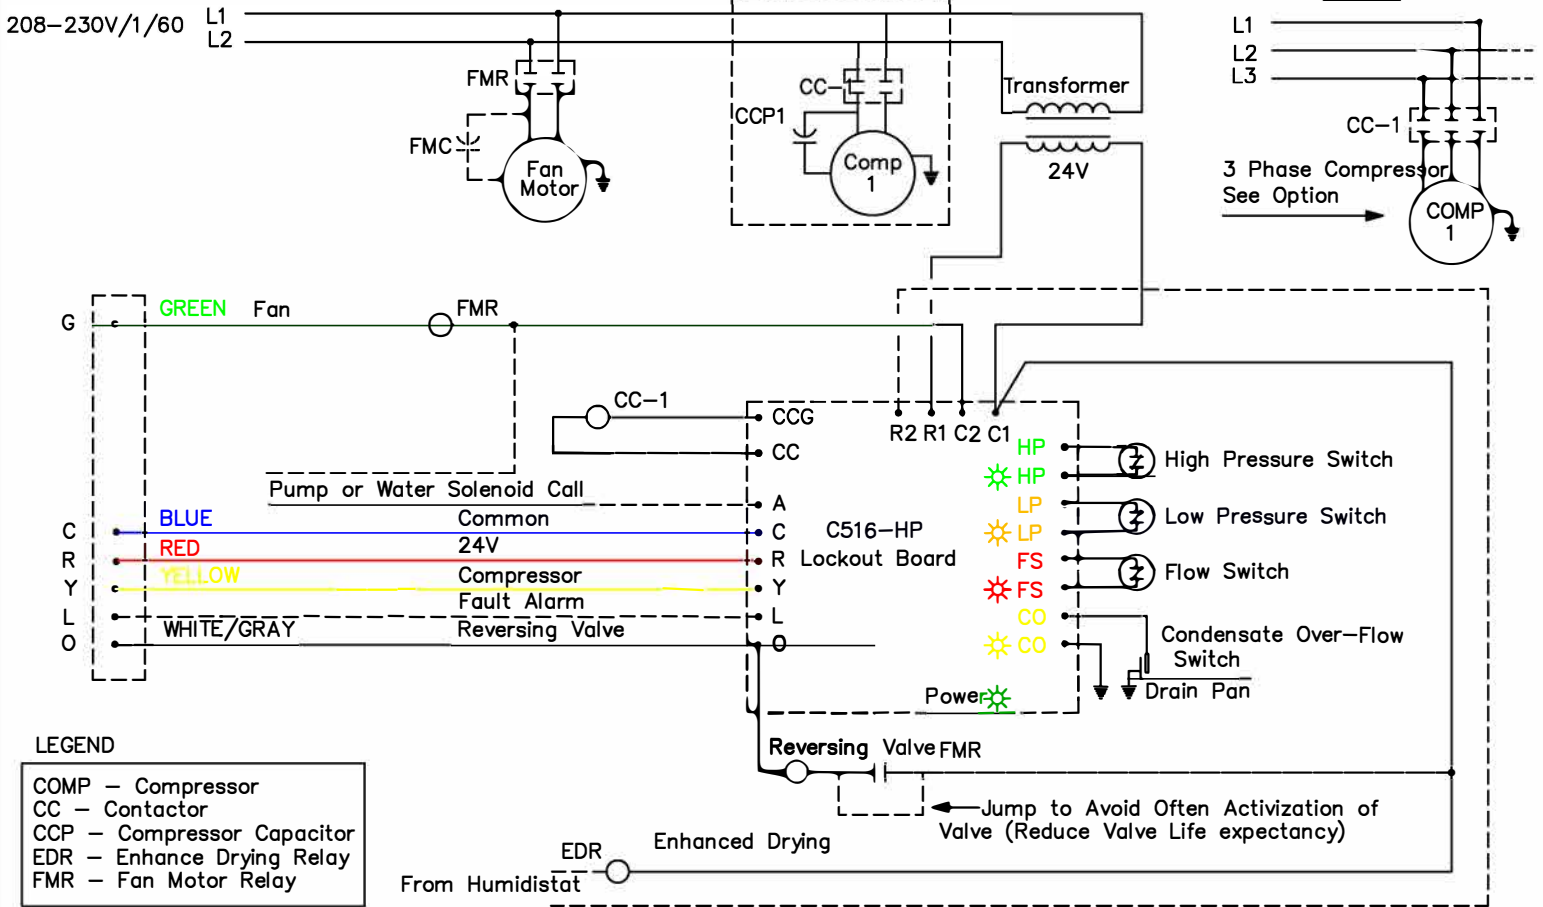 208-230V/1/60
L1
L2
FMR
FMC
Fan
Motor
CC-1
CCP1
Comp
1
Transformer
24V
L1
L2
L3
CC-1
3 Phase Compressor
See Option
COMP
1
G
GREEN
Fan
FMR
CC-1
CCG
CC
R2
R1
C2
C1
Pump or Water Solenoid Call
A
C
BLUE
Common
C
R
RED
24V
R
Y
YELLOW
Compressor
Y
L
Fault Alarm
L
O
WHITE/GRAY
Reversing Valve
O
C516-HP
Lockout Board
HP
HP
High Pressure Switch
LP
LP
Low Pressure Switch
FS
FS
Flow Switch
CO
CO
Condensate Over-Flow
Switch
Drain Pan
Power
Reversing Valve
FMR
Jump to Avoid Often Activization of
Valve (Reduce Valve Life expectancy)
EDR
Enhanced Drying
From Humidistat
LEGEND
COMP - Compressor
CC - Contactor
CCP - Compressor Capacitor
EDR - Enhance Drying Relay
FMR - Fan Motor Relay